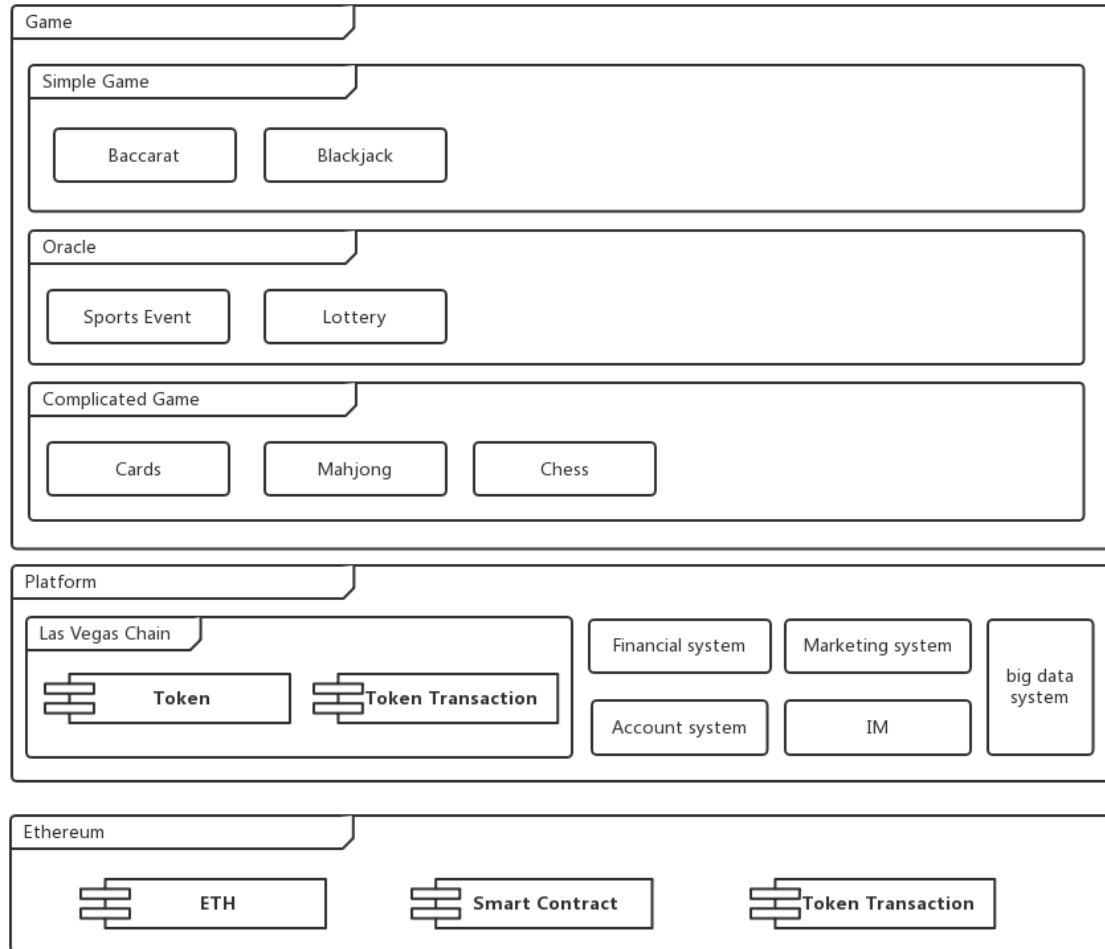 Game
Simple Game
Baccarat
Blackjack
Oracle
Sports Event
Lottery
Complicated Game
Cards
Mahjong
Chess
Platform
Las Vegas Chain
Token
Token Transaction
Financial system
Marketing system
Account system
IM
big data
system
Ethereum
ETH
Smart Contract
Token Transaction